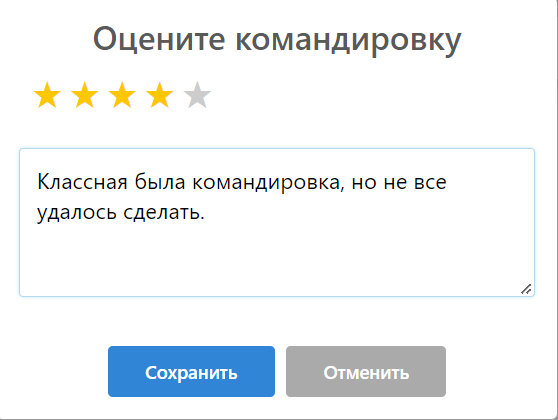 Оцените командировку
Классная была командировка, но не все
удалось сделать.
Сохранить
Отменить